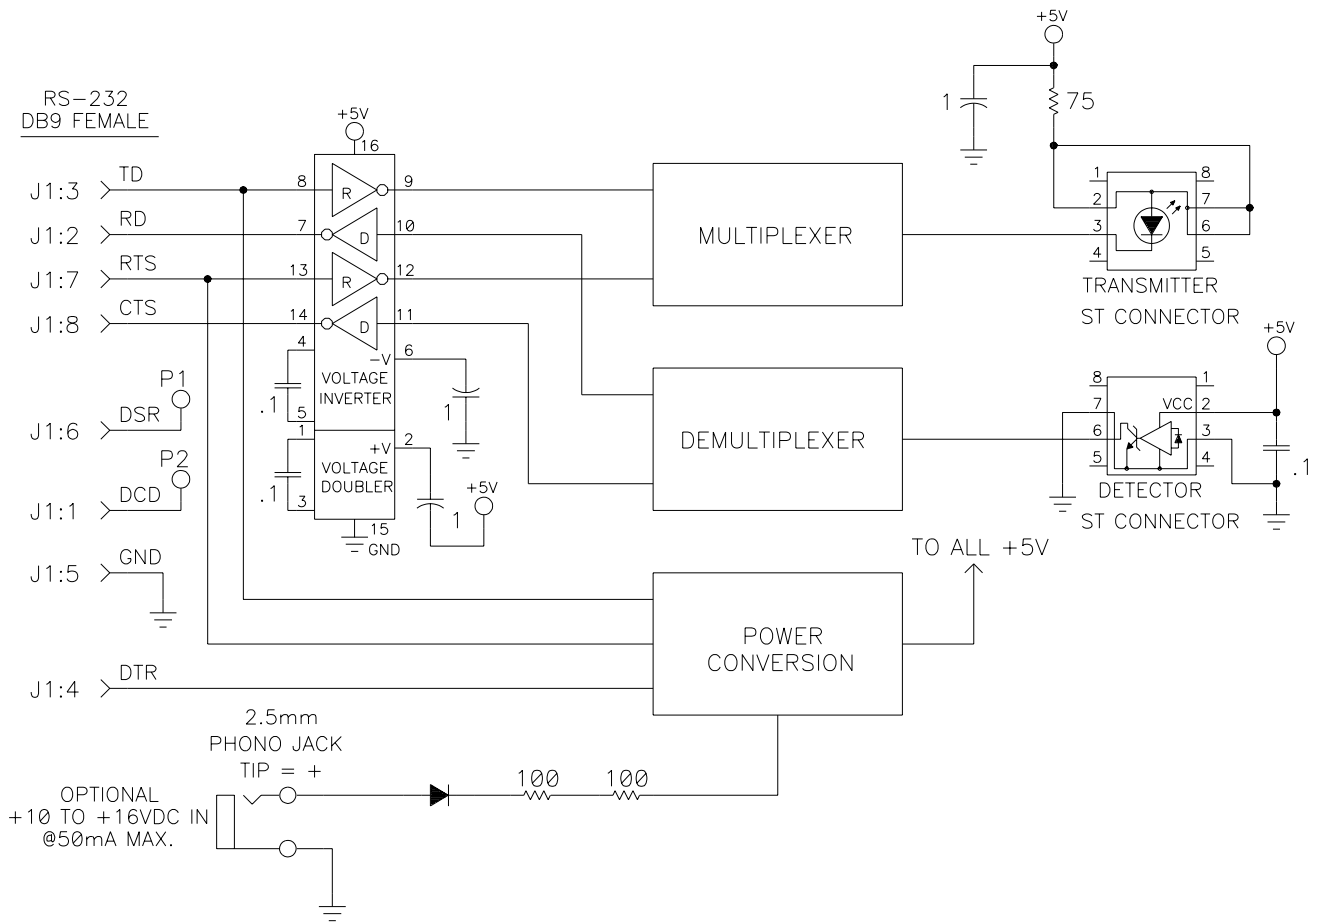 +5V
RS-232
DB9 FEMALE
1
75
+5V
16
J1:3
TD
8
R
9
J1:2
RD
7
D
10
J1:7
RTS
13
R
12
J1:8
CTS
14
D
11
MULTIPLEXER
1
2
3
4
8
7
6
5
TRANSMITTER
ST CONNECTOR
4
-V
6
VOLTAGE
INVERTER
.1
5
1
1
+V
2
VOLTAGE
DOUBLER
.1
3
+5V
1
15
GND
P1
DSR
J1:6
P2
DCD
J1:1
GND
J1:5
DEMULTIPLEXER
+5V
8
7
6
5
VCC
1
2
3
4
.1
DETECTOR
ST CONNECTOR
TO ALL +5V
POWER
CONVERSION
DTR
J1:4
2.5mm
PHONO JACK
TIP = +
OPTIONAL
+10 TO +16VDC IN
@50mA MAX.
100
100